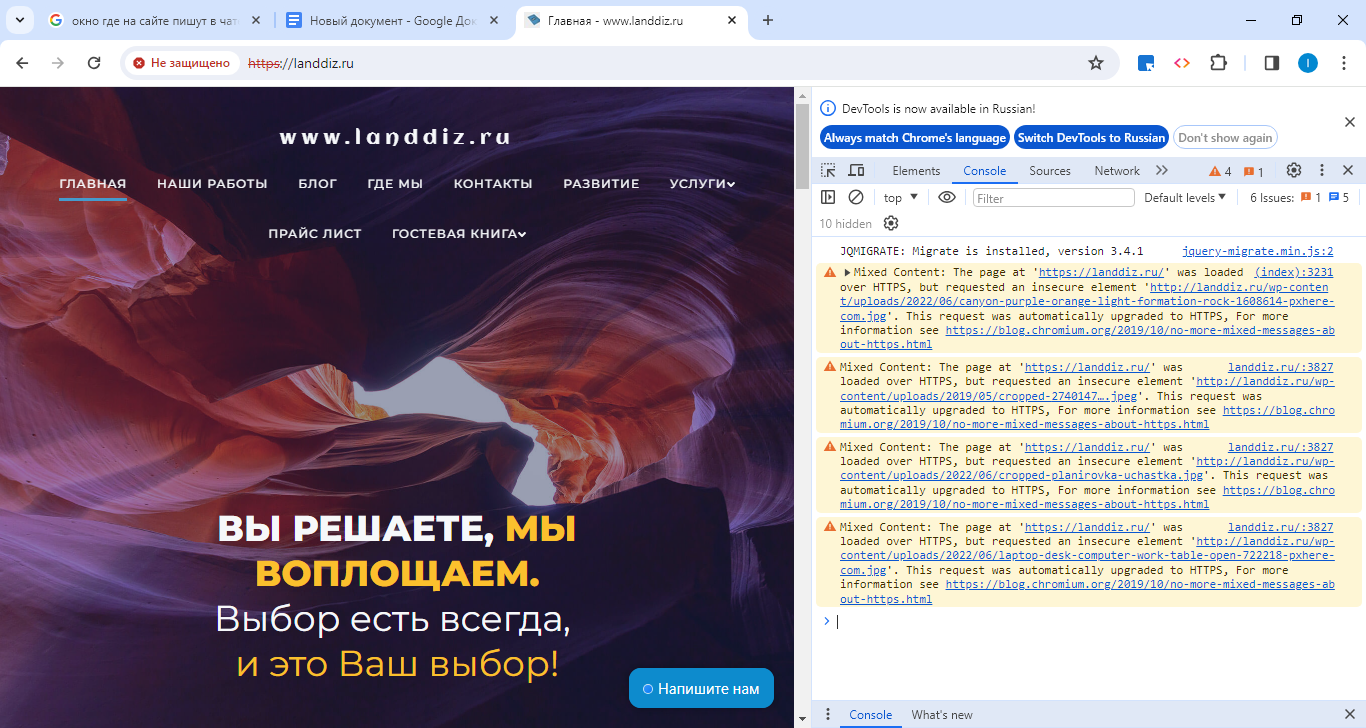 окно где на сайте пишут в чат
Новый документ - Google Док
Главная - www.landdiz.ru
Не защищено
https://landdiz.ru
I
www.landdiz.ru
ГЛАВНАЯ НАШИ РАБОТЫ БЛОГ ГДЕ МЫ КОНТАКТЫ РАЗВИТИЕ УСЛУГИ
ПРАЙС ЛИСТ ГОСТЕВАЯ КНИГА
ВЫ РЕШАЕТЕ, МЫ
ВОПЛОЩАЕМ.
Выбор есть всегда,
и это Ваш выбор!
Напишите нам
DevTools is now available in Russian!
Always match Chrome's language Switch DevTools to Russian Don't show again
Elements Console Sources Network 4 1
top Filter Default levels 6 Issues: 1 5
10 hidden
JQMIGRATE: Migrate is installed, version 3.4.1 jquery-migrate.min.js:2
Mixed Content: The page at 'https://landdiz.ru/' was loaded (index):3231
over HTTPS, but requested an insecure element 'http://landdiz.ru/wp-conten
t/uploads/2022/06/canyon-purple-orange-light-formation-rock-1608614-pxhere-
com.jpg'. This request was automatically upgraded to HTTPS, For more
information see https://blog.chromium.org/2019/10/no-more-mixed-messages-ab
out-https.html
Mixed Content: The page at 'https://landdiz.ru/' was landdiz.ru/:3827
loaded over HTTPS, but requested an insecure element 'http://landdiz.ru/wp-
content/uploads/2019/05/cropped-2740147….jpeg'. This request was
automatically upgraded to HTTPS, For more information see https://blog.chro
mium.org/2019/10/no-more-mixed-messages-about-https.html
Mixed Content: The page at 'https://landdiz.ru/' was landdiz.ru/:3827
loaded over HTTPS, but requested an insecure element 'http://landdiz.ru/wp-
content/uploads/2022/06/cropped-planirovka-uchastka.jpg'. This request was
automatically upgraded to HTTPS, For more information see https://blog.chro
mium.org/2019/10/no-more-mixed-messages-about-https.html
Mixed Content: The page at 'https://landdiz.ru/' was landdiz.ru/:3827
loaded over HTTPS, but requested an insecure element 'http://landdiz.ru/wp-
content/uploads/2022/06/laptop-desk-computer-work-table-open-722218-pxhere-
com.jpg'. This request was automatically upgraded to HTTPS, For more
information see https://blog.chromium.org/2019/10/no-more-mixed-messages-ab
out-https.html
Console What's new